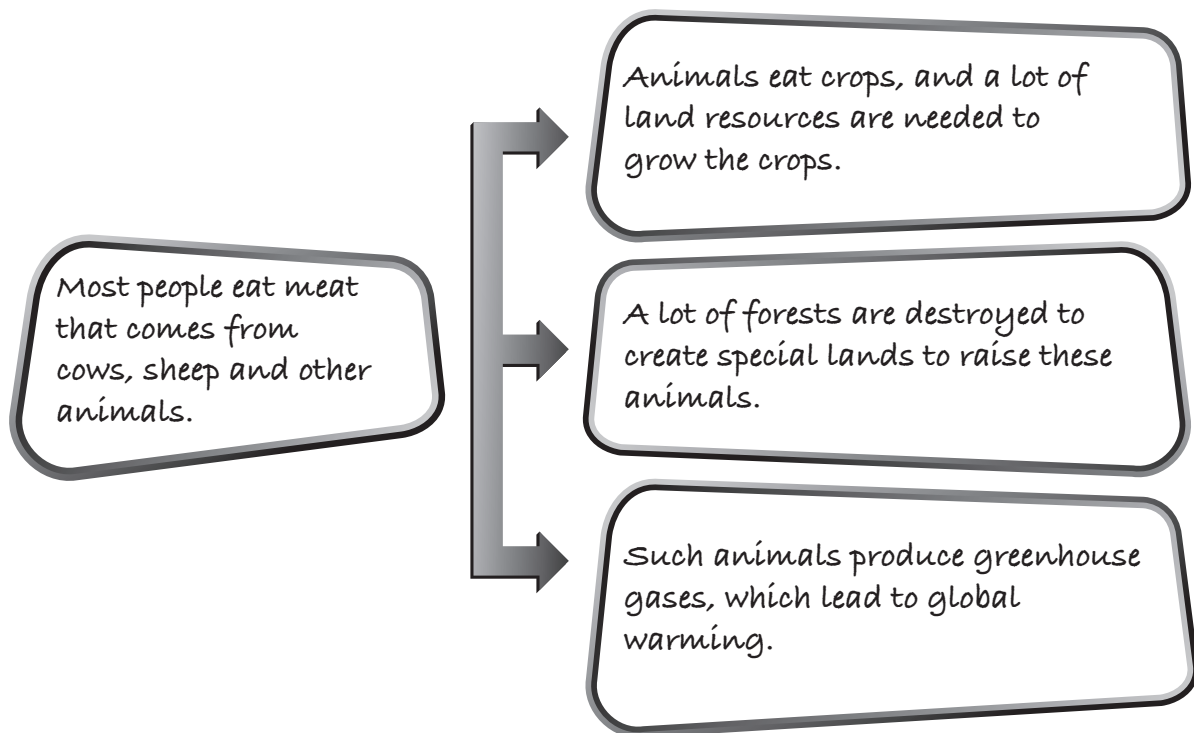 Most people eat meat
that comes from
cows, sheep and other
animals.
Animals eat crops, and a lot of
land resources are needed to
grow the crops.
A lot of forests are destroyed to
create special lands to raise these
animals.
Such animals produce greenhouse
gases, which lead to global
warming.